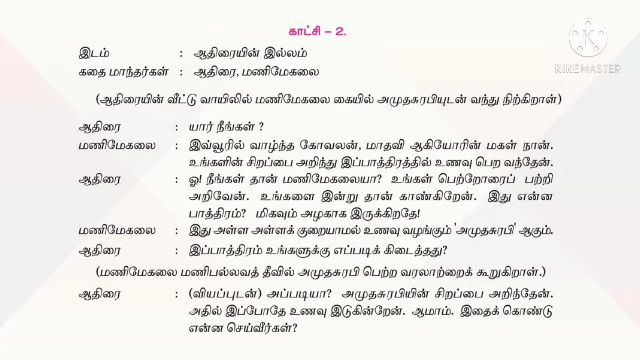 காட்சி – 2.
KINEMASTER
இடம் : ஆதிரையின் இல்லம்
கதை மாந்தர்கள் : ஆதிரை, மணிமேகலை
(ஆதிரையின் வீட்டு வாயிலில் மணிமேகலை கையில் அமுதசுரபியுடன் வந்து நிற்கிறாள்)
ஆதிரை : யார் நீங்கள் ?
மணிமேகலை : இவ்வூரில் வாழ்ந்த கோவலன், மாதவி ஆகியோரின் மகள் நான்.
உங்களின் சிறப்பை அறிந்து இப்பாத்திரத்தில் உணவு பெற வந்தேன்.
ஆதிரை : ஓ! நீங்கள் தான் மணிமேகலையா? உங்கள் பெற்றோரைப் பற்றி
அறிவேன். உங்களை இன்று தான் காண்கிறேன். இது என்ன
பாத்திரம்? மிகவும் அழகாக இருக்கிறதே!
மணிமேகலை : இது அள்ள அள்ளக் குறையாமல் உணவு வழங்கும் 'அமுதசுரபி' ஆகும்.
ஆதிரை : இப்பாத்திரம் உங்களுக்கு எப்படிக் கிடைத்தது?
(மணிமேகலை மணிபல்லவத் தீவில் அமுதசுரபி பெற்ற வரலாற்றைக் கூறுகிறாள்.)
ஆதிரை : (வியப்புடன்) அப்படியா? அமுதசுரபியின் சிறப்பை அறிந்தேன்.
அதில் இப்போதே உணவு இடுகின்றேன். ஆமாம். இதைக் கொண்டு
என்ன செய்வீர்கள்?